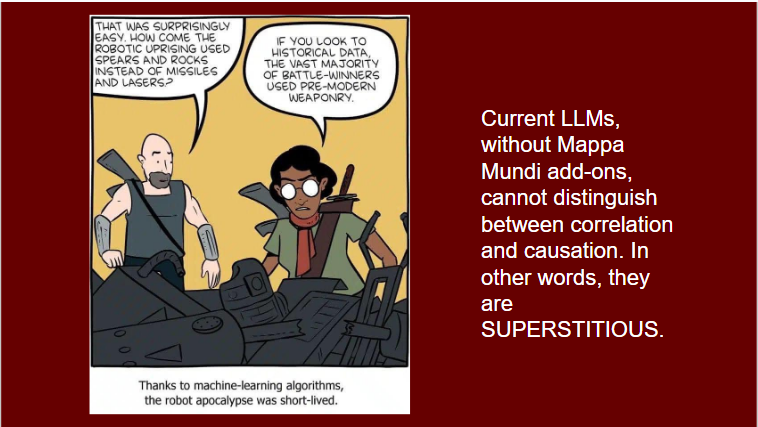 THAT WAS SURPRISINGLY
EASY. HOW COME THE
ROBOTIC UPRISING USED
SPEARS AND ROCKS
INSTEAD OF MISSILES
AND LASERS?
IF YOU LOOK TO
HISTORICAL DATA,
THE VAST MAJORITY
OF BATTLE-WINNERS
USED PRE-MODERN
WEAPONRY.
Thanks to machine-learning algorithms,
the robot apocalypse was short-lived.
Current LLMs,
without Mappa
Mundi add-ons,
cannot distinguish
between correlation
and causation. In
other words, they
are
SUPERSTITIOUS.